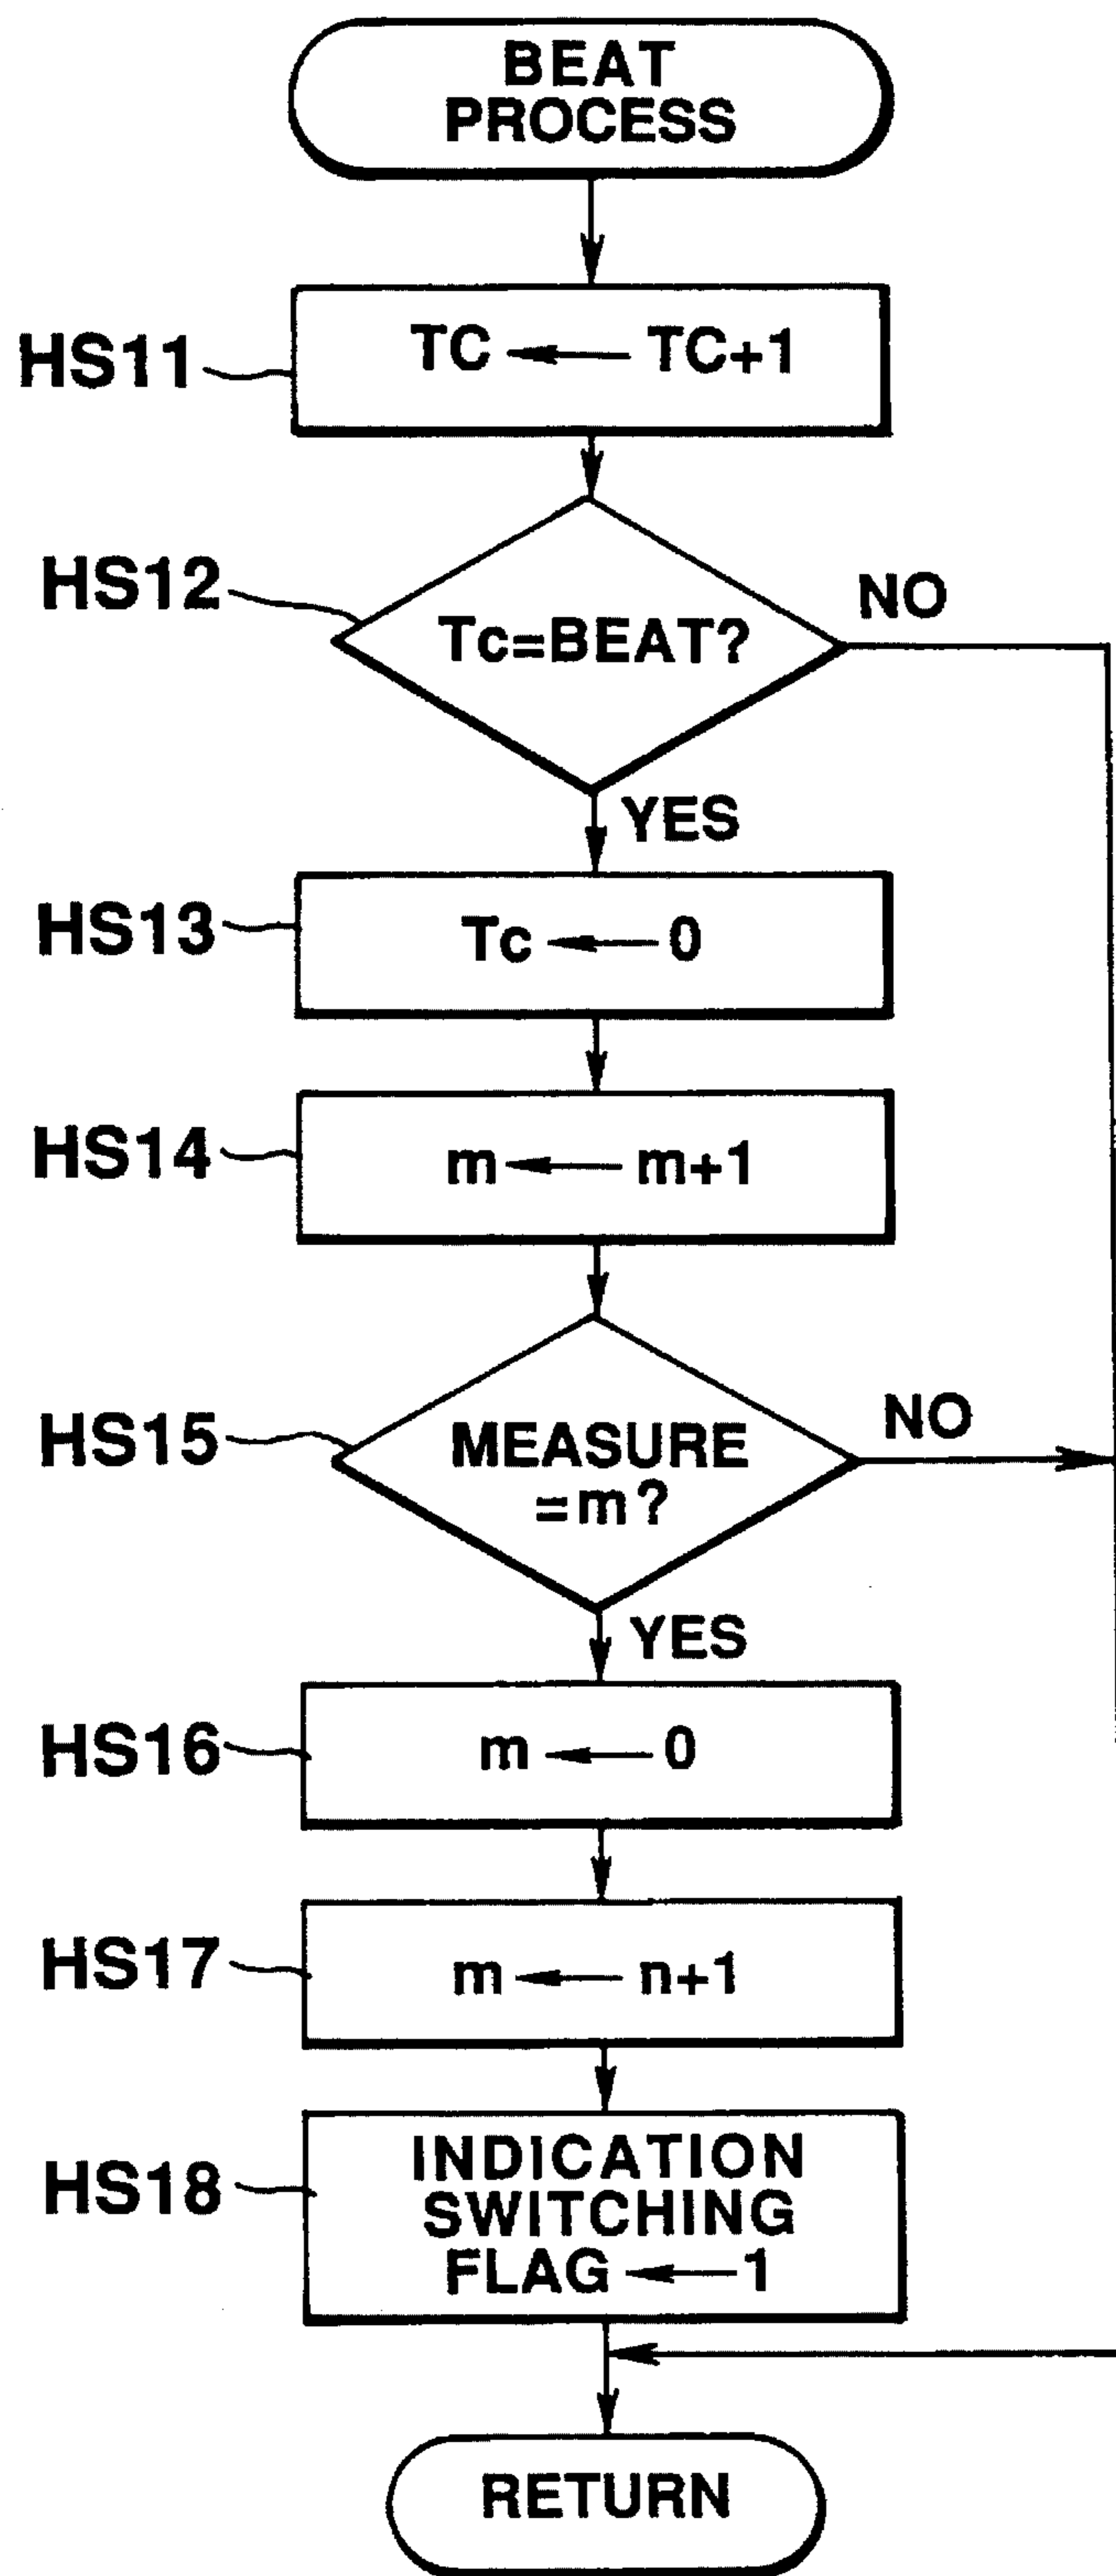 BEAT
PROCESS
HS11
TC ← TC+1
HS12
Tc=BEAT?
NO
YES
HS13
Tc ← 0
HS14
m ← m+1
HS15
MEASURE
=m?
NO
YES
HS16
m ← 0
HS17
m ← n+1
HS18
INDICATION
SWITCHING
FLAG ← 1
RETURN